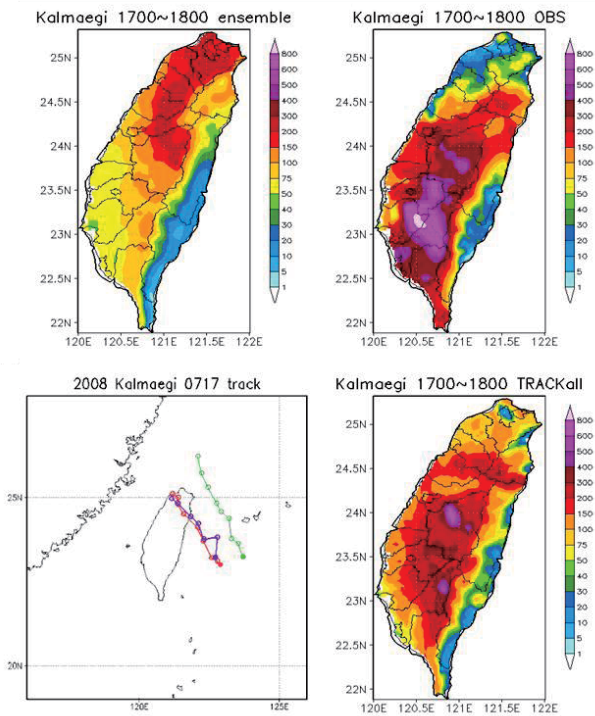 Kalmaegi 1700~1800 ensemble
25N
24.5N
24N
23.5N
23N
22.5N
22N
120E 120.5E 121E 121.5E 122E
800
600
500
400
300
200
150
100
75
50
40
30
20
10
5
1
Kalmaegi 1700~1800 OBS
25N
24.5N
24N
23.5N
23N
22.5N
22N
120E 120.5E 121E 121.5E 122E
800
600
500
400
300
200
150
100
75
50
40
30
20
10
5
1
2008 Kalmaegi 0717 track
25N
20N
120E 125E
Kalmaegi 1700~1800 TRACKall
25N
24.5N
24N
23.5N
23N
22.5N
22N
120E 120.5E 121E 121.5E 122E
800
600
500
400
300
200
150
100
75
50
40
30
20
10
5
1